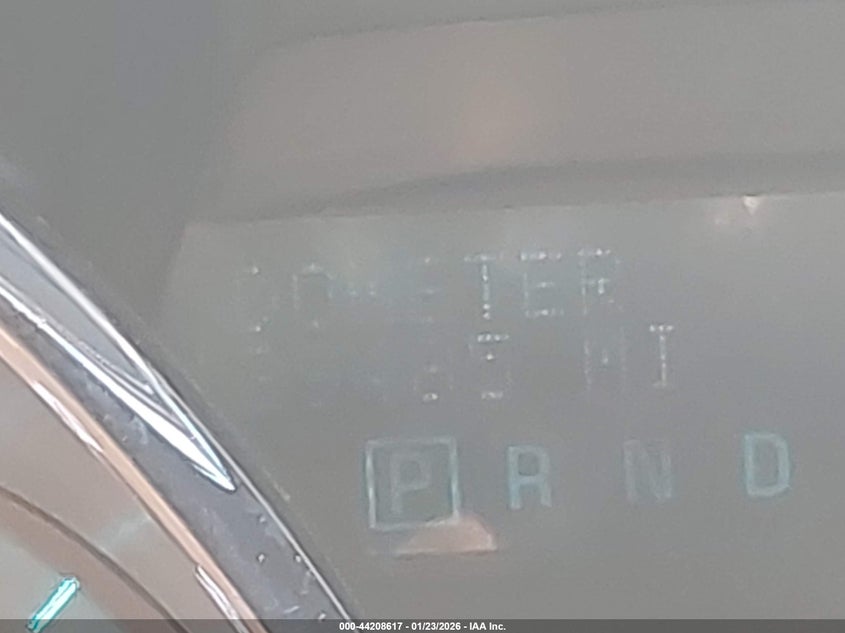 ODOMETER
MI
P R N D
000-44208617 - 01/23/2026 - IAA Inc.